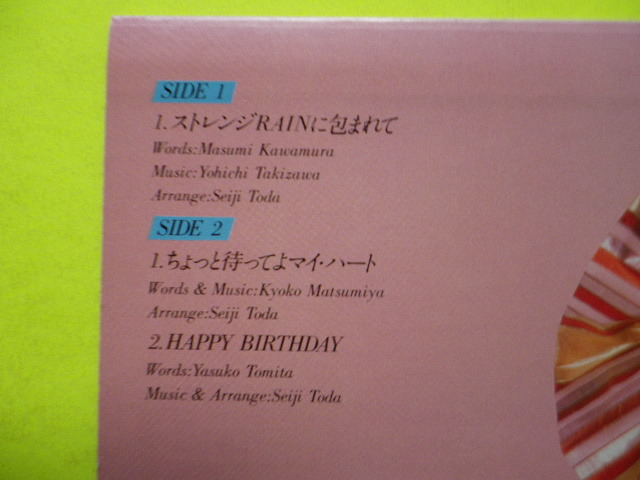 SIDE 1
1.ストレンジRAINに包まれて
Words:Masumi Kawamura
Music:Yohichi Takizawa
Arrange:Seiji Toda
SIDE 2
1.ちょっと待ってよマイ・ハート
Words & Music:Kyoko Matsumiya
Arrange:Seiji Toda
2.HAPPY BIRTHDAY
Words:Yasuko Tomita
Music & Arrange:Seiji Toda